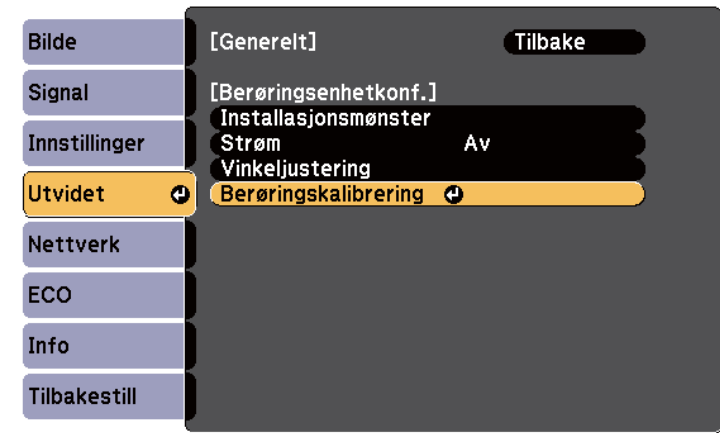 Bilde
Signal
Innstillinger
Utvidet
Nettverk
ECO
Info
Tilbakestill
[Generelt] Tilbake
[Berøringsenhetkonf.]
Installasjonsmønster
Strøm Av
Vinkeljustering
Berøringskalibrering